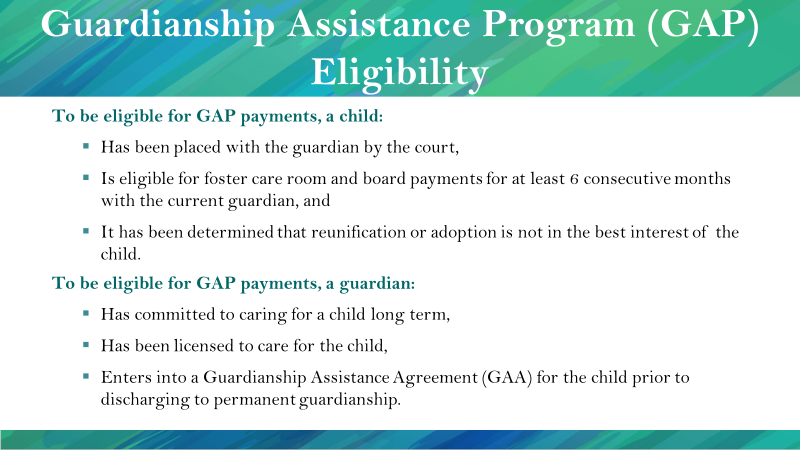 Guardianship Assistance Program (GAP)
Eligibility
To be eligible for GAP payments, a child:
▪ Has been placed with the guardian by the court,
▪ Is eligible for foster care room and board payments for at least 6 consecutive months
with the current guardian, and
▪ It has been determined that reunification or adoption is not in the best interest of the
child.
To be eligible for GAP payments, a guardian:
▪ Has committed to caring for a child long term,
▪ Has been licensed to care for the child,
▪ Enters into a Guardianship Assistance Agreement (GAA) for the child prior to
discharging to permanent guardianship.